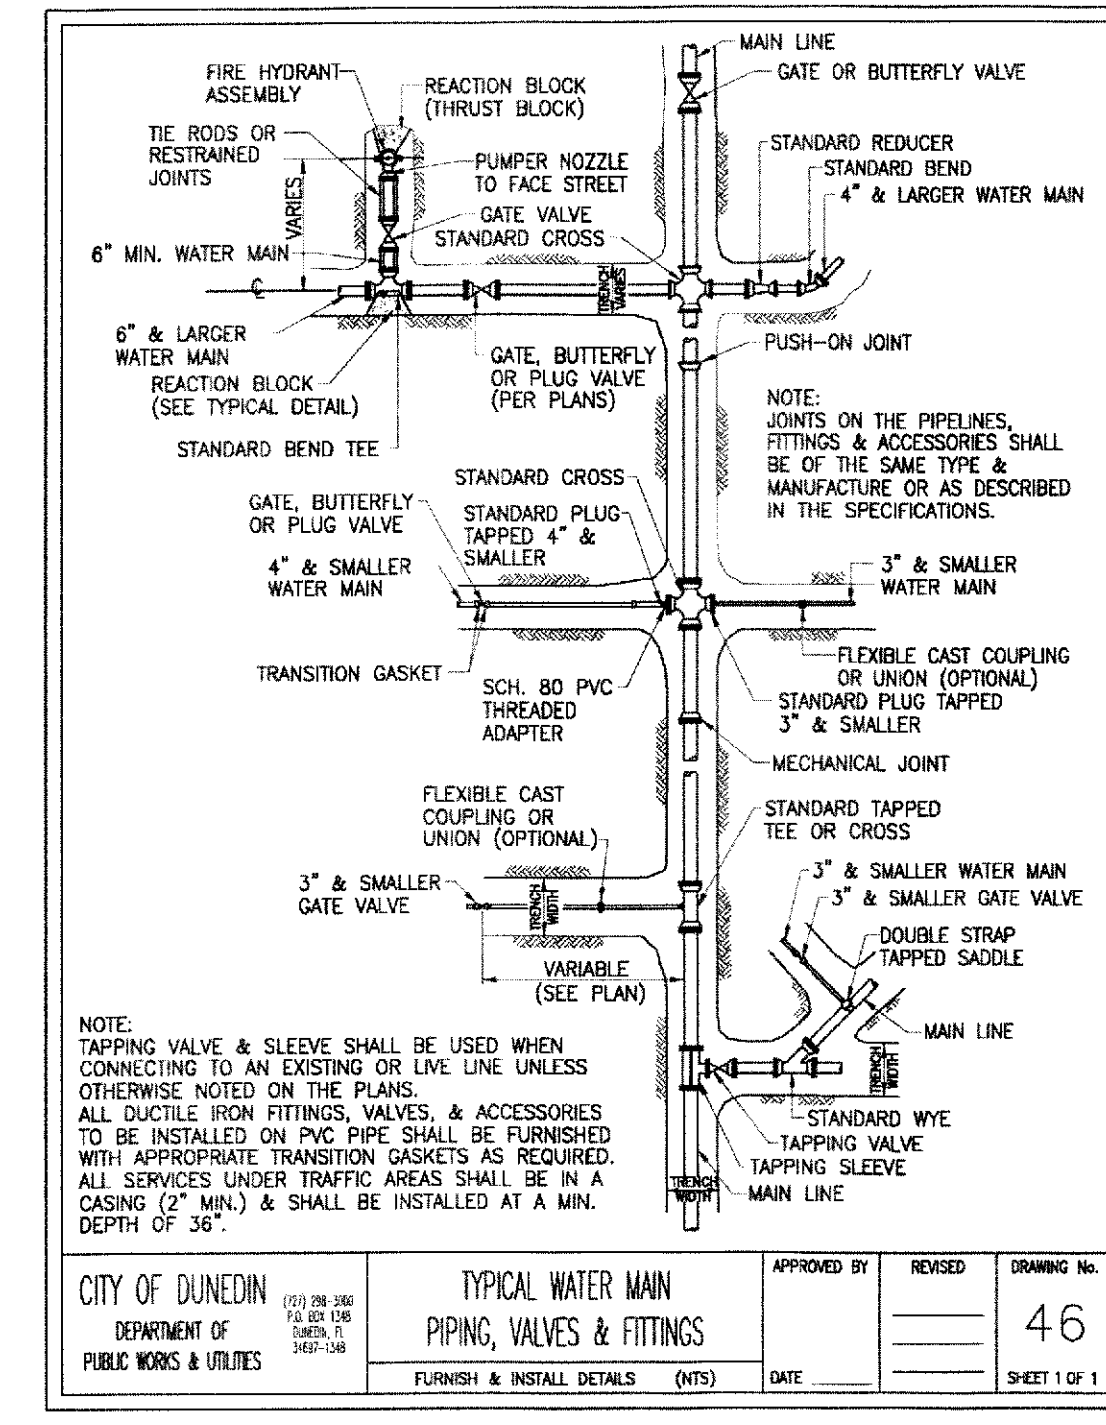 MAIN LINE
GATE OR BUTTERFLY VALVE
FIRE HYDRANT
ASSEMBLY
REACTION BLOCK
(THRUST BLOCK)
TIE RODS OR
RESTRAINED
JOINTS
STANDARD REDUCER
STANDARD BEND
4" & LARGER WATER MAIN
PUMPER NOZZLE
TO FACE STREET
VARIES
GATE VALVE
STANDARD CROSS
6" MIN. WATER MAIN
TRENCH
VARIES
6" & LARGER
WATER MAIN
REACTION BLOCK
(SEE TYPICAL DETAIL)
STANDARD BEND TEE
GATE, BUTTERFLY
OR PLUG VALVE
(PER PLANS)
PUSH-ON JOINT
NOTE:
JOINTS ON THE PIPELINES,
FITTINGS & ACCESSORIES SHALL
BE OF THE SAME TYPE &
MANUFACTURE OR AS DESCRIBED
IN THE SPECIFICATIONS.
STANDARD CROSS
GATE, BUTTERFLY
OR PLUG VALVE
STANDARD PLUG
TAPPED 4" &
SMALLER
4" & SMALLER
WATER MAIN
3" & SMALLER
WATER MAIN
TRANSITION GASKET
SCH. 80 PVC
THREADED
ADAPTER
FLEXIBLE CAST COUPLING
OR UNION (OPTIONAL)
STANDARD PLUG TAPPED
3" & SMALLER
MECHANICAL JOINT
FLEXIBLE CAST
COUPLING OR
UNION (OPTIONAL)
STANDARD TAPPED
TEE OR CROSS
3" & SMALLER
GATE VALVE
TRENCH
WIDTH
3" & SMALLER WATER MAIN
3" & SMALLER GATE VALVE
DOUBLE STRAP
TAPPED SADDLE
VARIABLE
(SEE PLAN)
MAIN LINE
TRENCH
WIDTH
STANDARD WYE
TAPPING VALVE
TAPPING SLEEVE
MAIN LINE
TRENCH
WIDTH
NOTE:
TAPPING VALVE & SLEEVE SHALL BE USED WHEN
CONNECTING TO AN EXISTING OR LIVE LINE UNLESS
OTHERWISE NOTED ON THE PLANS.
ALL DUCTILE IRON FITTINGS, VALVES, & ACCESSORIES
TO BE INSTALLED ON PVC PIPE SHALL BE FURNISHED
WITH APPROPRIATE TRANSITION GASKETS AS REQUIRED.
ALL SERVICES UNDER TRAFFIC AREAS SHALL BE IN A
CASING (2" MIN.) & SHALL BE INSTALLED AT A MIN.
DEPTH OF 36".
CITY OF DUNEDIN
DEPARTMENT OF
PUBLIC WORKS & UTILITIES
(727) 298-3000
P.O. BOX 1348
DUNEDIN, FL
34697-1348
TYPICAL WATER MAIN
PIPING, VALVES & FITTINGS
FURNISH & INSTALL DETAILS (NTS)
APPROVED BY
DATE
REVISED
DRAWING No.
46
SHEET 1 OF 1